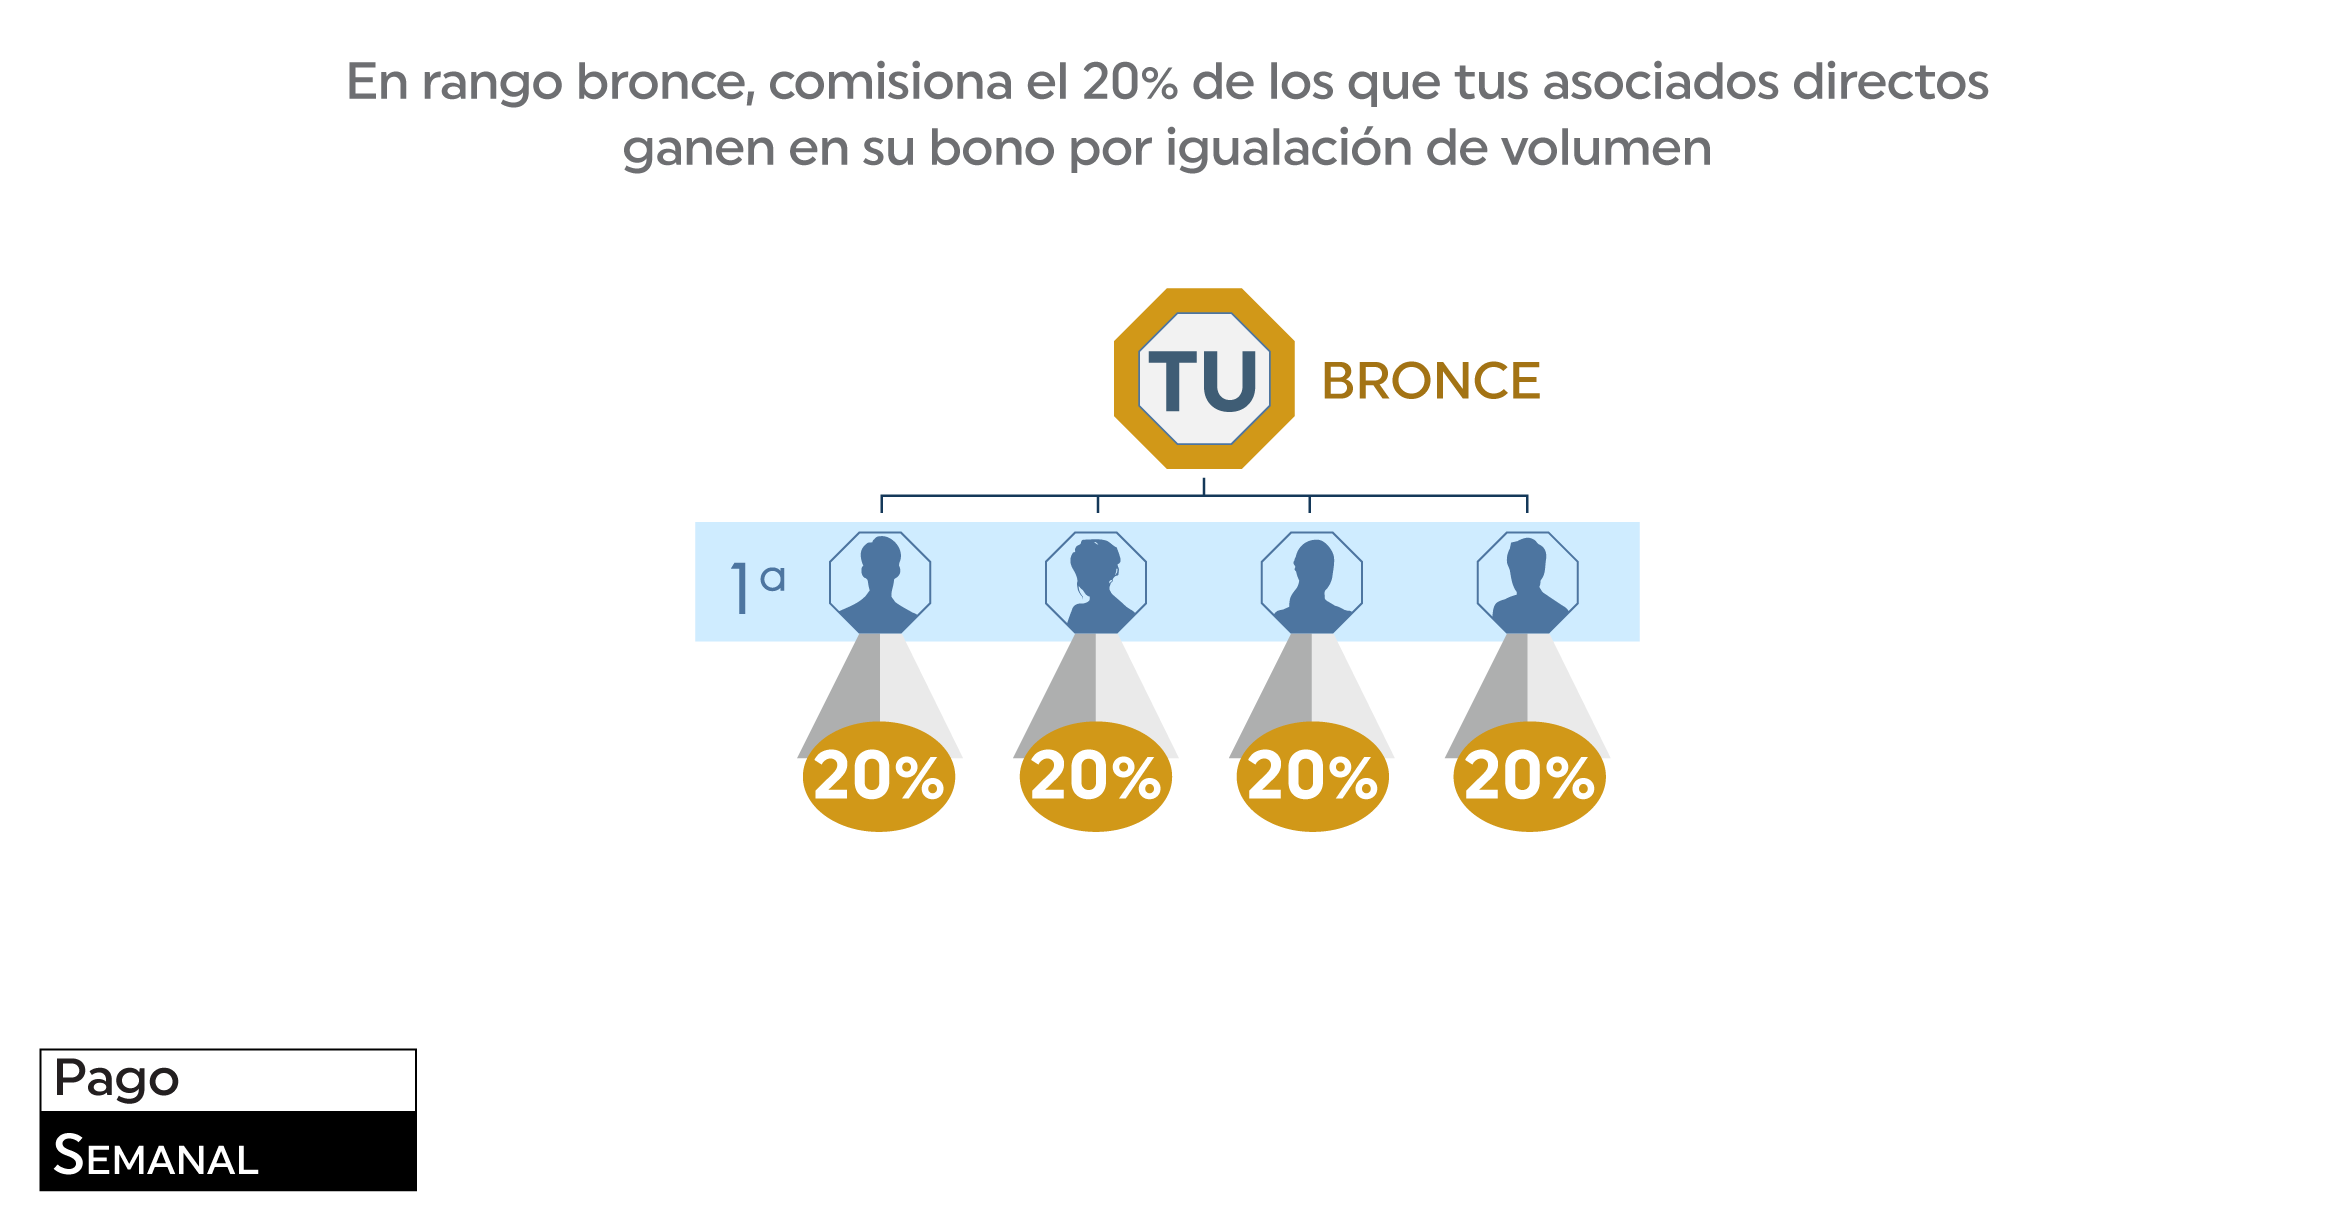 En rango bronce, comisiona el 20% de los que tus asociados directos
ganen en su bono por igualación de volumen
TU
BRONCE
1ª
20%
20%
20%
20%
Pago
SEMANAL